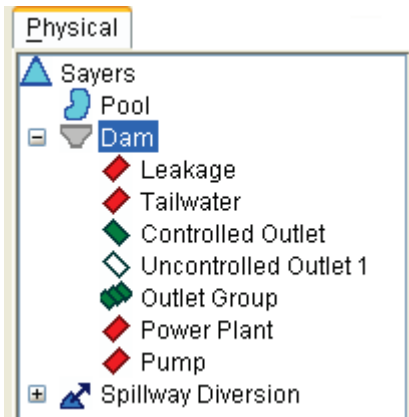 Physical
Sayers
Pool
Dam
Leakage
Tailwater
Controlled Outlet
Uncontrolled Outlet 1
Outlet Group
Power Plant
Pump
Spillway Diversion